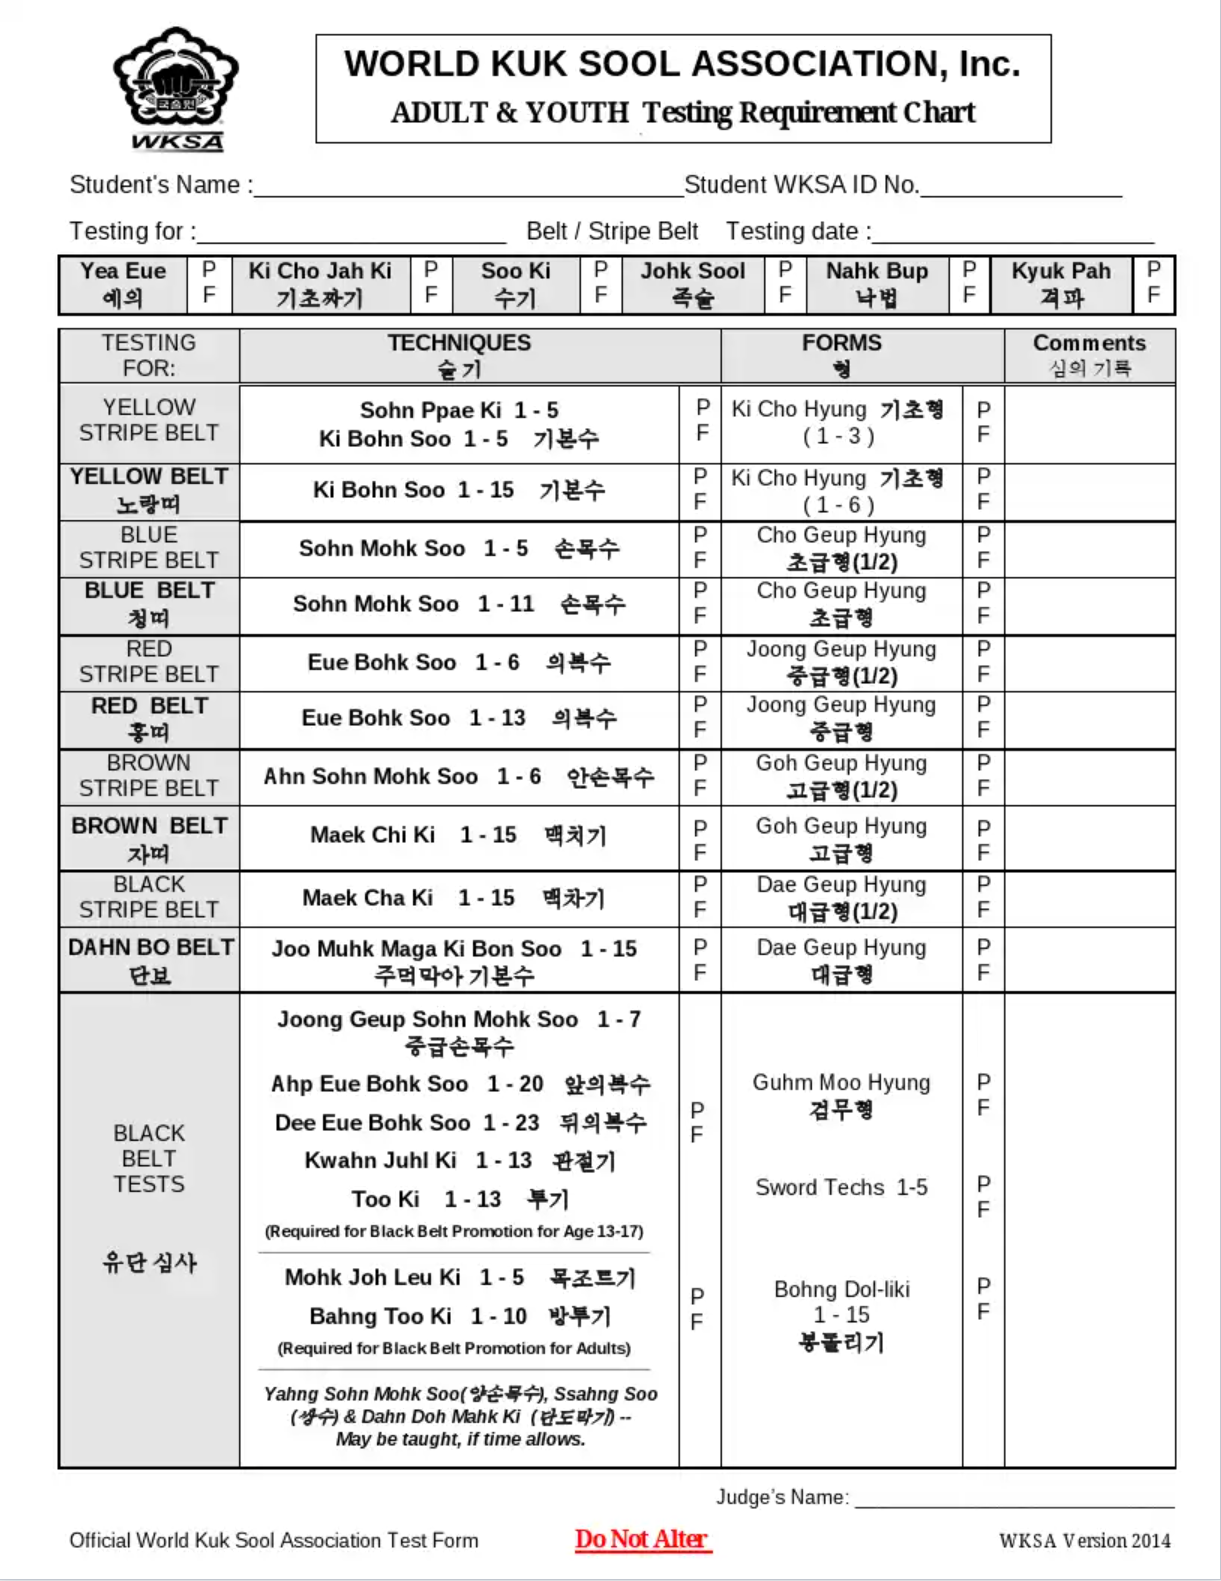 국술원
WKSA
WORLD KUK SOOL ASSOCIATION, Inc.
ADULT & YOUTH Testing Requirement Chart
Student's Name :________________________________Student WKSA ID No._______________
Testing for :_______________________ Belt / Stripe Belt Testing date :_____________________
Yea Eue P Ki Cho Jah Ki P Soo Ki P Johk Sool P Nahk Bup P Kyuk Pah P
예의 F 기초짜기 F 수기 F 족술 F 낙법 F 격파 F
TESTING TECHNIQUES FORMS Comments
FOR: 술기 형 심의 기록
YELLOW Sohn Ppae Ki 1 - 5 P Ki Cho Hyung 기초형 P
STRIPE BELT Ki Bohn Soo 1 - 5 기본수 F ( 1 - 3 ) F
YELLOW BELT Ki Bohn Soo 1 - 15 기본수 P Ki Cho Hyung 기초형 P
노랑띠 F ( 1 - 6 ) F
BLUE Sohn Mohk Soo 1 - 5 손목수 P Cho Geup Hyung P
STRIPE BELT F 초급형(1/2) F
BLUE BELT Sohn Mohk Soo 1 - 11 손목수 P Cho Geup Hyung P
청띠 F 초급형 F
RED Eue Bohk Soo 1 - 6 의복수 P Joong Geup Hyung P
STRIPE BELT F 중급형(1/2) F
RED BELT Eue Bohk Soo 1 - 13 의복수 P Joong Geup Hyung P
홍띠 F 중급형 F
BROWN Ahn Sohn Mohk Soo 1 - 6 안손목수 P Goh Geup Hyung P
STRIPE BELT F 고급형(1/2) F
BROWN BELT Maek Chi Ki 1 - 15 맥치기 P Goh Geup Hyung P
자띠 F 고급형 F
BLACK Maek Cha Ki 1 - 15 맥차기 P Dae Geup Hyung P
STRIPE BELT F 대급형(1/2) F
DAHN BO BELT Joo Muhk Maga Ki Bon Soo 1 - 15 P Dae Geup Hyung P
단보 주먹막아 기본수 F 대급형 F
BLACK
BELT
TESTS
유단 심사
Joong Geup Sohn Mohk Soo 1 - 7
중급손목수
Ahp Eue Bohk Soo 1 - 20 앞의복수
Dee Eue Bohk Soo 1 - 23 뒤의복수
Kwahn Juhl Ki 1 - 13 관절기
Too Ki 1 - 13 투기
(Required for Black Belt Promotion for Age 13-17)
P
F
Mohk Joh Leu Ki 1 - 5 목조르기
Bahng Too Ki 1 - 10 방투기
(Required for Black Belt Promotion for Adults)
P
F
Yahng Sohn Mohk Soo(양손목수), Ssahng Soo
(쌍수) & Dahn Doh Mahk Ki (단도막기) --
May be taught, if time allows.
Guhm Moo Hyung P
검무형 F
Sword Techs 1-5 P
F
Bohng Dol-liki P
1 - 15 F
봉돌리기
Judge's Name: _____________________________
Official World Kuk Sool Association Test Form Do Not Alter WKSA Version 2014